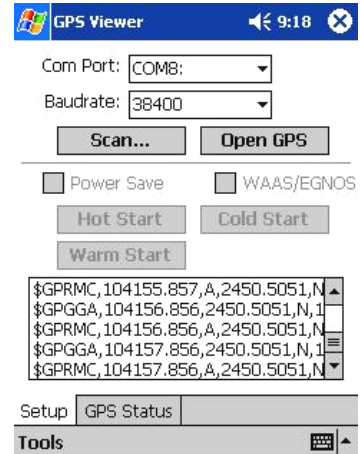 GPS Viewer 9:18
Com Port: COM8:
Baudrate: 38400
Scan... Open GPS
Power Save WAAS/EGNOS
Hot Start Cold Start
Warm Start
$GPRMC,104155.857,A,2450.5051,N
$GPGGA,104156.856,2450.5051,N,1
$GPRMC,104156.856,A,2450.5051,N
$GPGGA,104157.856,2450.5051,N,1
$GPRMC,104157.856,A,2450.5051,N
Setup GPS Status
Tools